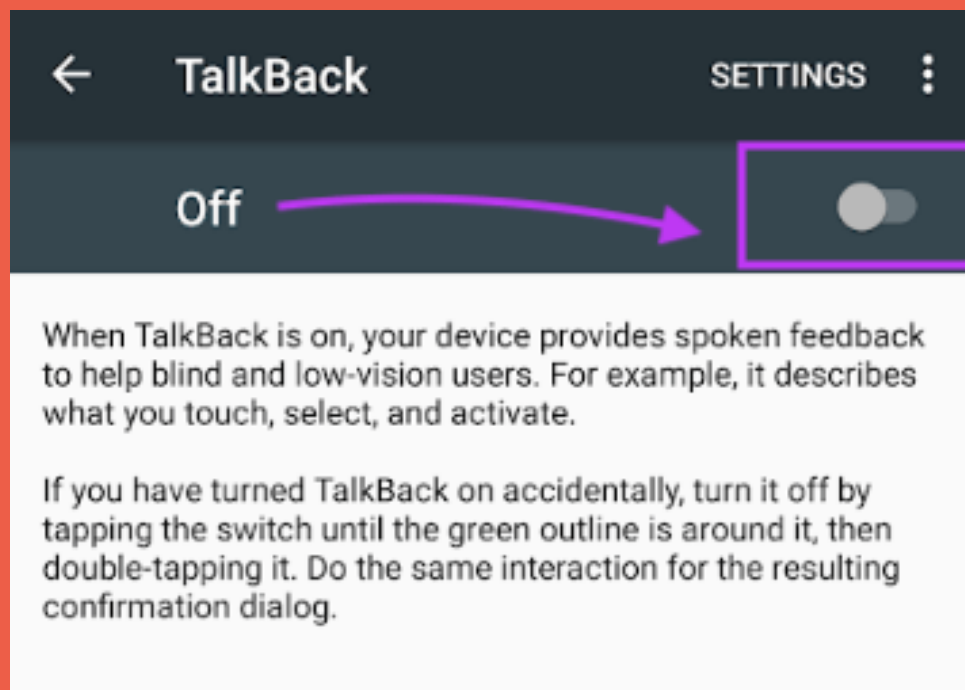 TalkBack
SETTINGS
Off
When TalkBack is on, your device provides spoken feedback
to help blind and low-vision users. For example, it describes
what you touch, select, and activate.
If you have turned TalkBack on accidentally, turn it off by
tapping the switch until the green outline is around it, then
double-tapping it. Do the same interaction for the resulting
confirmation dialog.